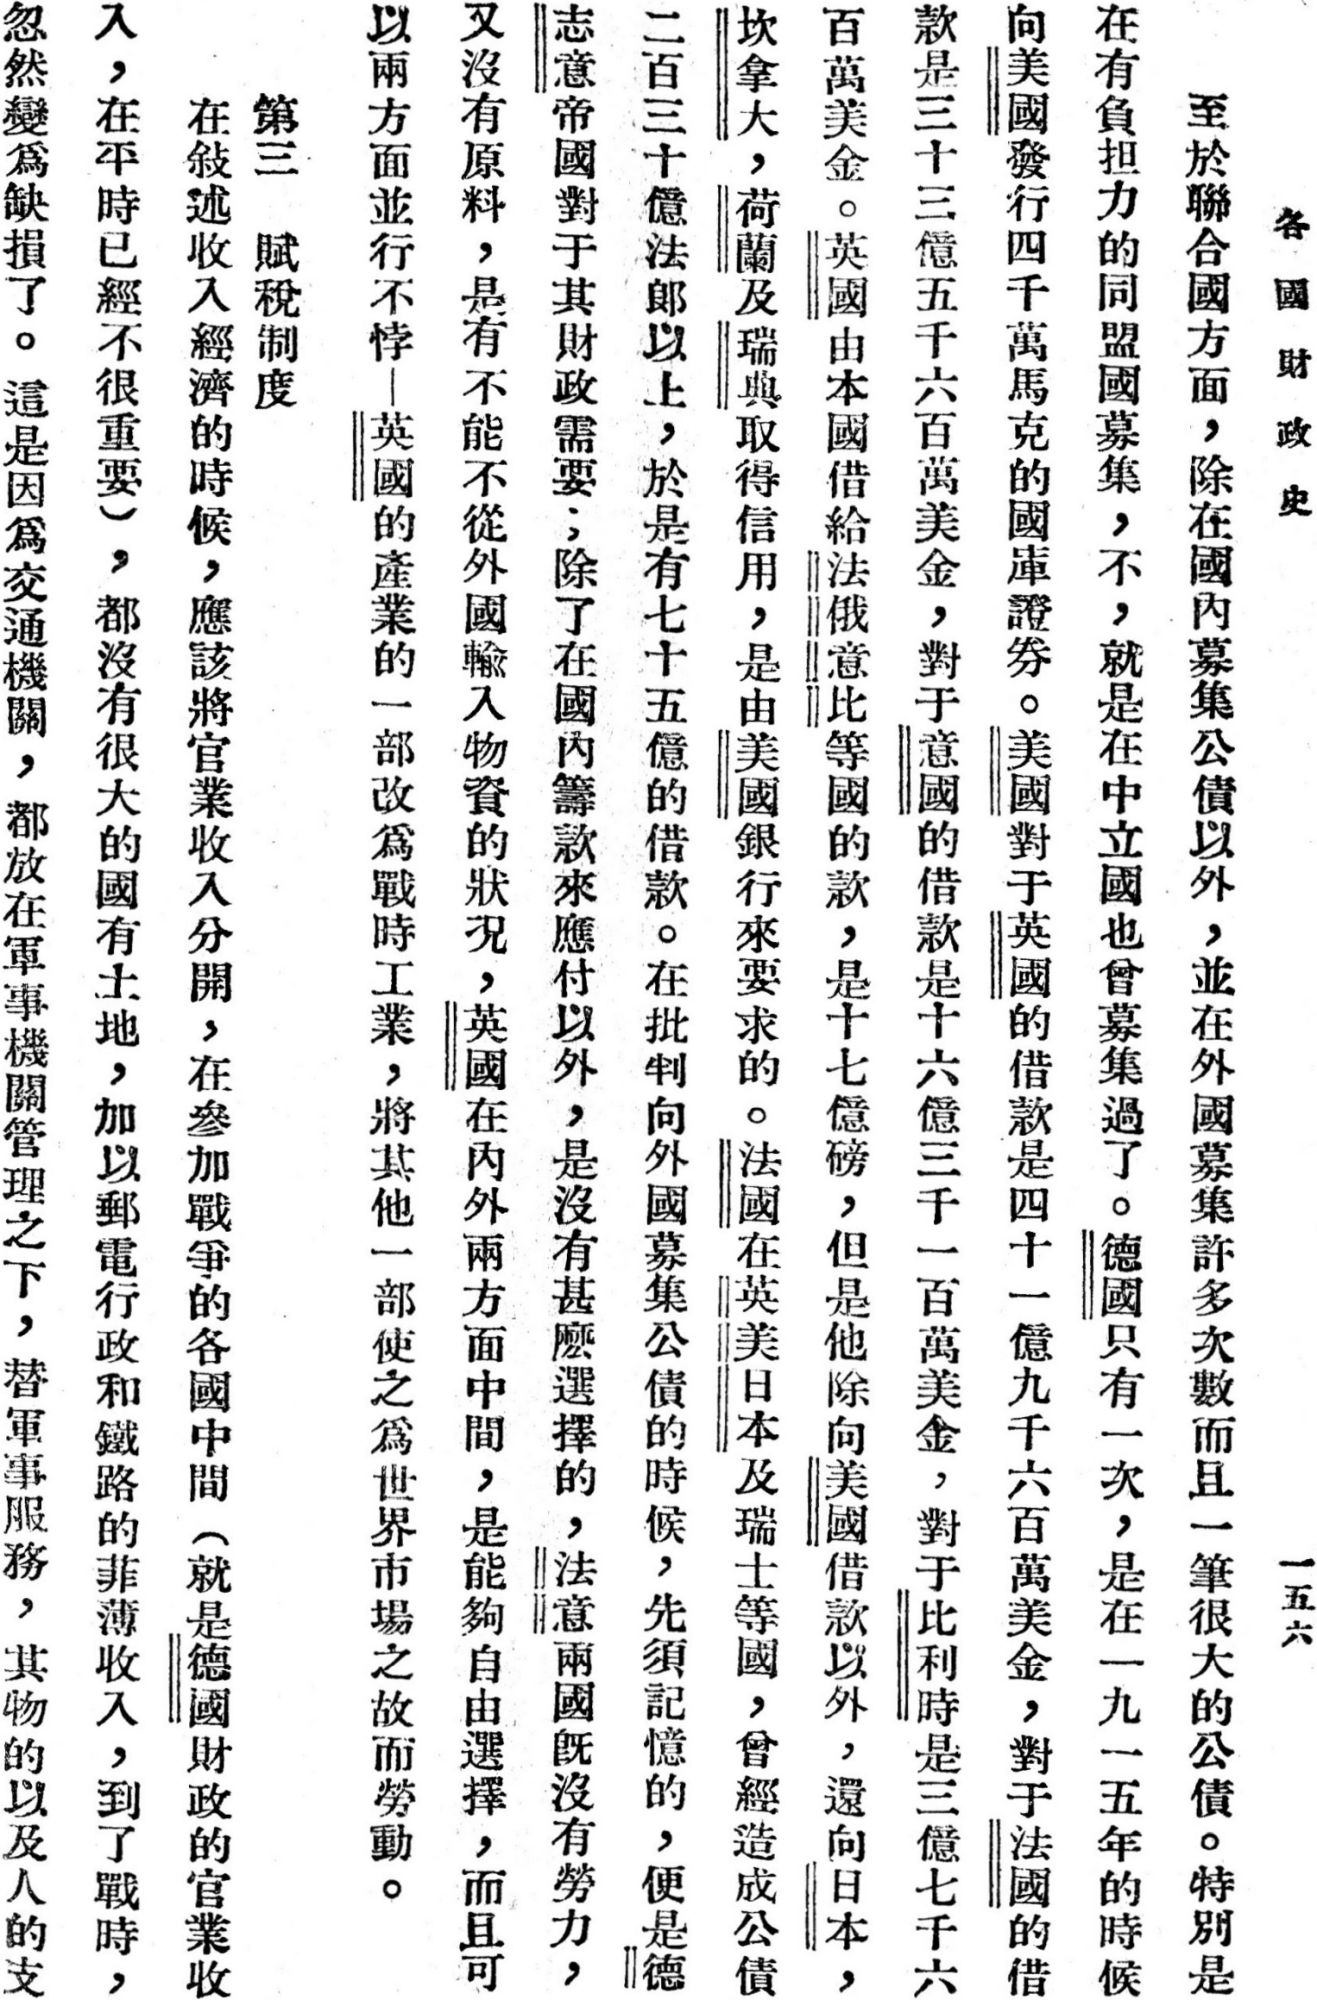 各國財政史
一五六
至於聯合國方面，除在國內募集公債以外，並在外國募集許多次數而且一筆很大的公債。特別是
在有負担力的同盟國募集，不，就是在中立國也曾募集過了。德國只有一次，是在一九一五年的時候
向美國發行四千萬馬克的國庫證券。美國對于英國的借款是四十一億九千六百萬美金，對于法國的借
款是三十三億五千六百萬美金，對于意國的借款是十六億三千一百萬美金，對于比利時是三億七千六
百萬美金。英國由本國借給法俄意比等國的款，是十七億磅，但是他除向美國借款以外，還向日本，
坎拿大，荷蘭及瑞典取得信用，是由美國銀行來要求的。法國在英美日本及瑞士等國，曾經造成公債
二百三十億法郎以上，於是有七十五億的借款。在批判向外國募集公債的時候，先須記憶的，便是德
志意帝國對于其財政需要；除了在國內籌款來應付以外，是沒有甚麽選擇的，法意兩國既沒有勞力，
又沒有原料，是有不能不從外國輸入物資的狀況，英國在內外兩方面中間，是能夠自由選擇，而且可
以兩方面並行不悖—英國的產業的一部改爲戰時工業，將其他一部使之爲世界市場之故而勞動。
第三　賦稅制度
在敍述收入經濟的時候，應該將官業收入分開，在參加戰爭的各國中間（就是德國財政的官業收
入，在平時已經不很重要），都沒有很大的國有土地，加以郵電行政和鐵路的菲薄收入，到了戰時，
忽然變爲缺損了。這是因爲交通機關，都放在軍事機關管理之下，替軍事服務，其物的以及人的支